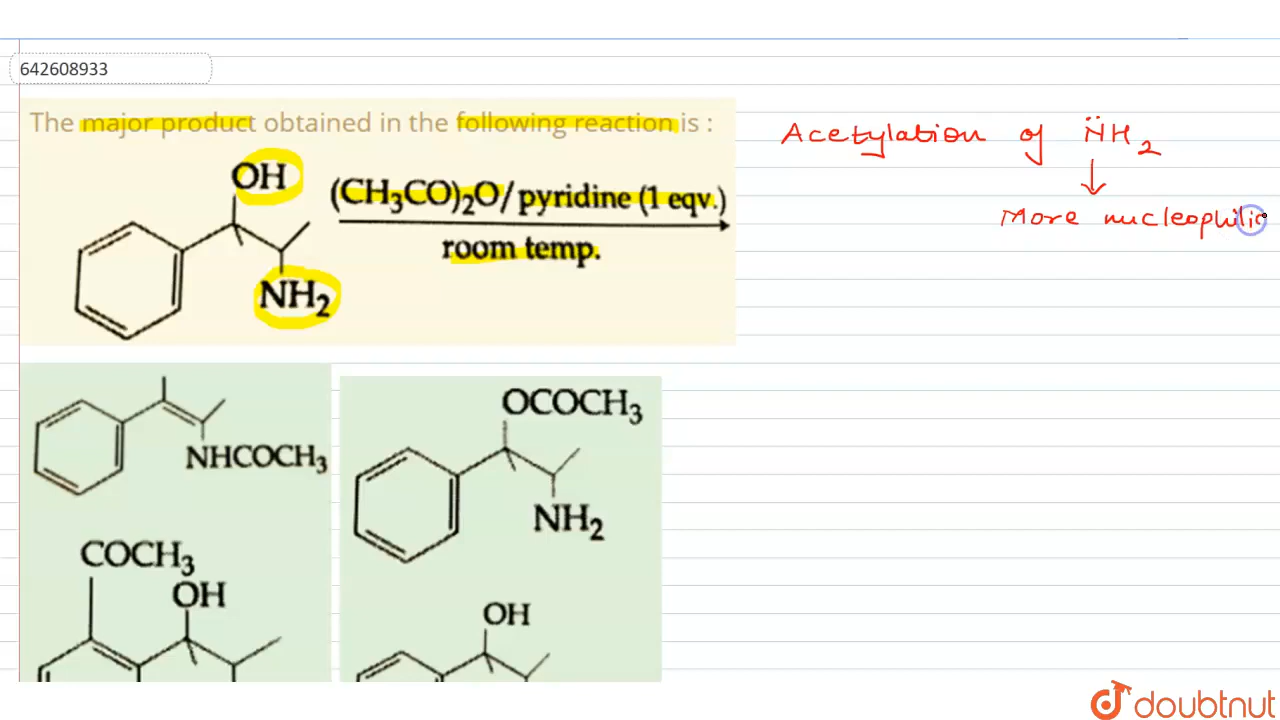 642608933
The major product obtained in the following reaction is :
OH
(CH3CO)2O/pyridine (1 eqv.)
room temp.
NH2
Acetylation of N̈H2
↓
More nucleophilic
NHCOCH3
OCOCH3
NH2
COCH3
OH
OH
doubtnut